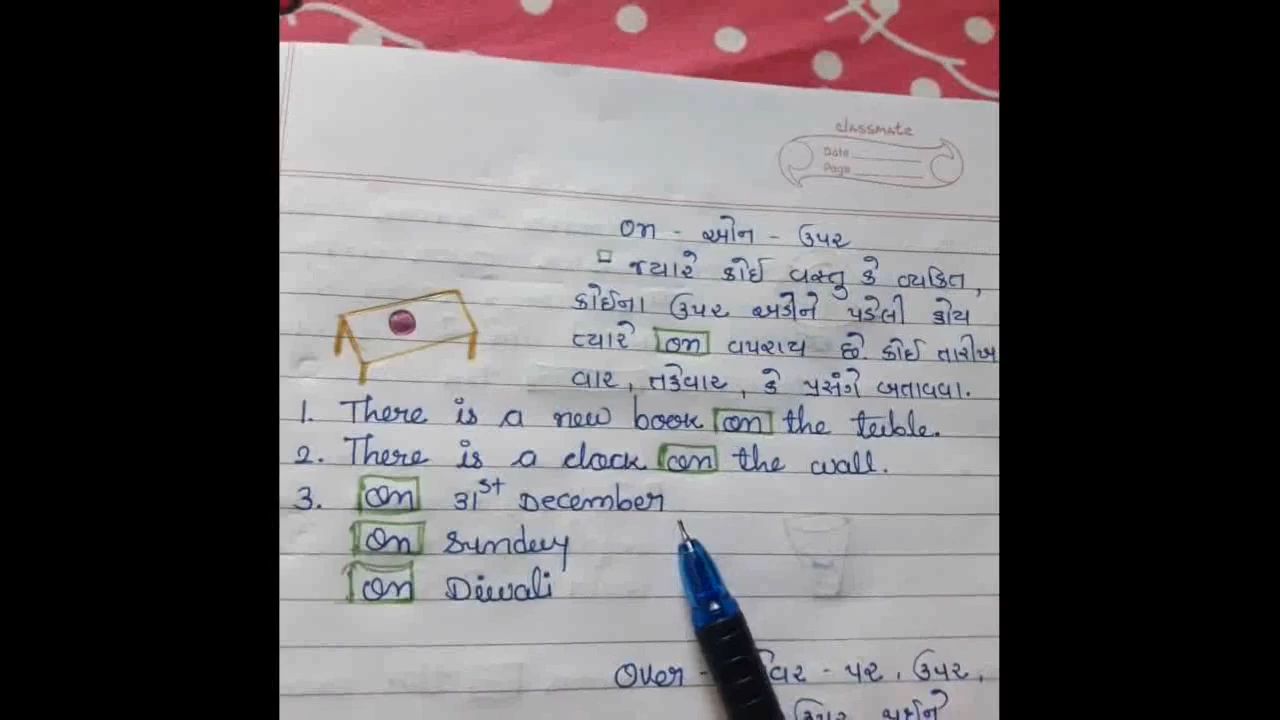 classmate
Date
Page
On - ઓન - ઉપર
જ્યારે કોઈ વસ્તુ કે વ્યકિત,
કોઈના ઉપર અડીને પડેલી હોય
ત્યારે on વપરાય છે. કોઈ તારીખ
વાર, તહેવાર, કે પ્રસંગે બતાવવા.
1. There is a new book on the table.
2. There is a clock on the wall.
3. On 31st December
On Sunday
On Diwali
Over - પર, ઉપર,
ઉપર થઈને